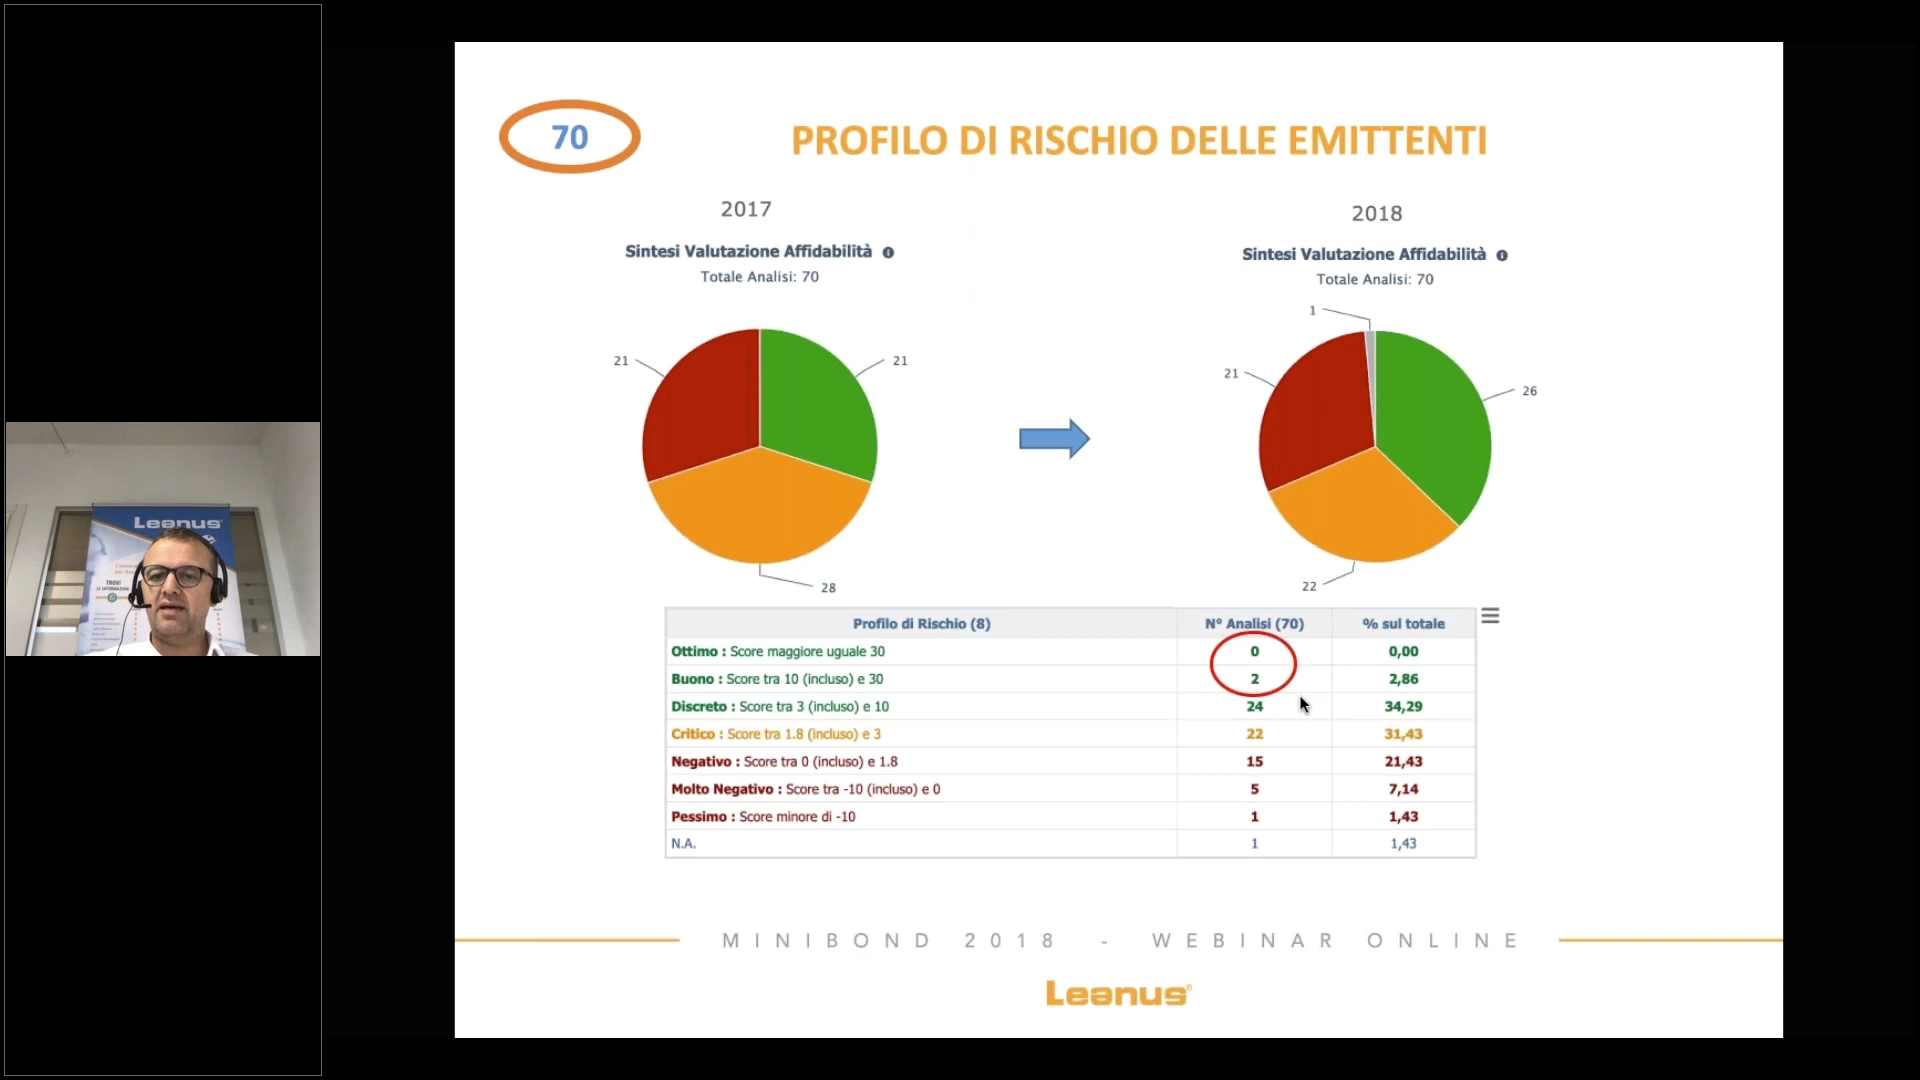 70
PROFILO DI RISCHIO DELLE EMITTENTI
2017
2018
Sintesi Valutazione Affidabilità
Totale Analisi: 70
Sintesi Valutazione Affidabilità
Totale Analisi: 70
21
21
28
1
21
26
22
Profilo di Rischio (8) N° Analisi (70) % sul totale
Ottimo : Score maggiore uguale 30 0 0,00
Buono : Score tra 10 (incluso) e 30 2 2,86
Discreto : Score tra 3 (incluso) e 10 24 34,29
Critico : Score tra 1.8 (incluso) e 3 22 31,43
Negativo : Score tra 0 (incluso) e 1.8 15 21,43
Molto Negativo : Score tra -10 (incluso) e 0 5 7,14
Pessimo : Score minore di -10 1 1,43
N.A. 1 1,43
MINIBOND 2018 - WEBINAR ONLINE
Leanus®
Leanus
TROVI